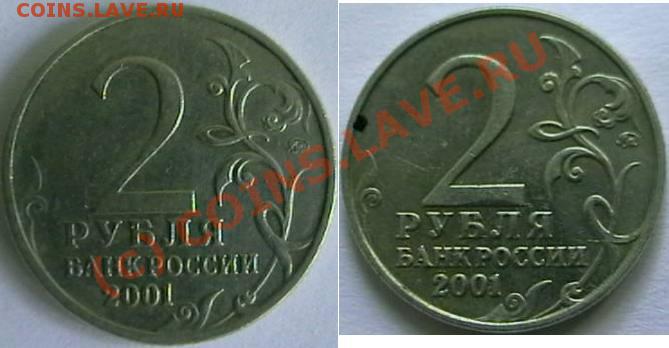 COINS.LAVE.RU
2
РУБЛЯ
БАНК РОССИИ
2001
(c) COINS.LAVE.RU
2
РУБЛЯ
БАНК РОССИИ
2001